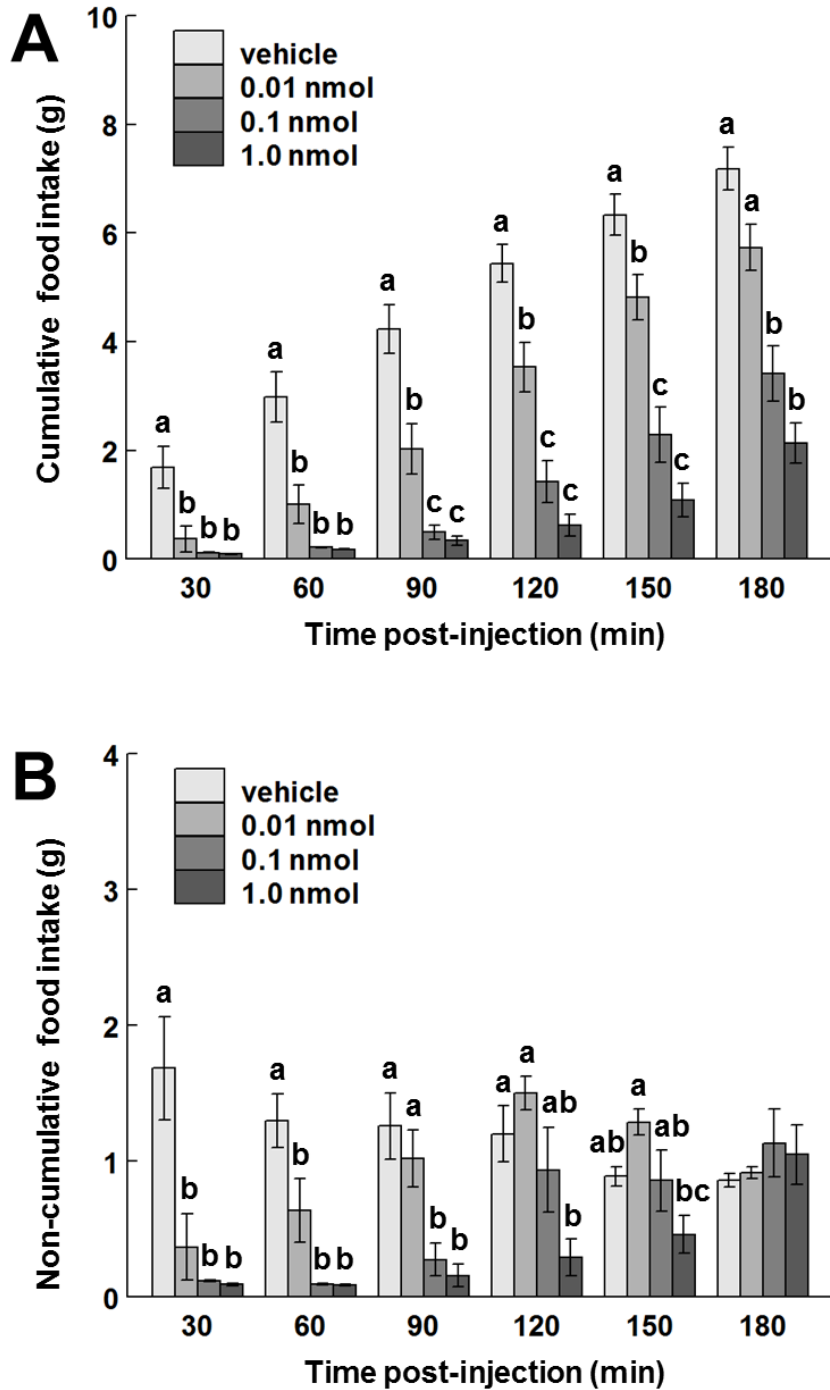 A
10
8
6
4
2
0
Cumulative food intake (g)
vehicle
0.01 nmol
0.1 nmol
1.0 nmol
a b b b
a b b b
a b c c
a b c c
a b c c
a a b b
30 60 90 120 150 180
Time post-injection (min)
B
4
3
2
1
0
Non-cumulative food intake (g)
vehicle
0.01 nmol
0.1 nmol
1.0 nmol
a b b b
a b b b
a a b b
a a ab b
ab a ab bc
30 60 90 120 150 180
Time post-injection (min)